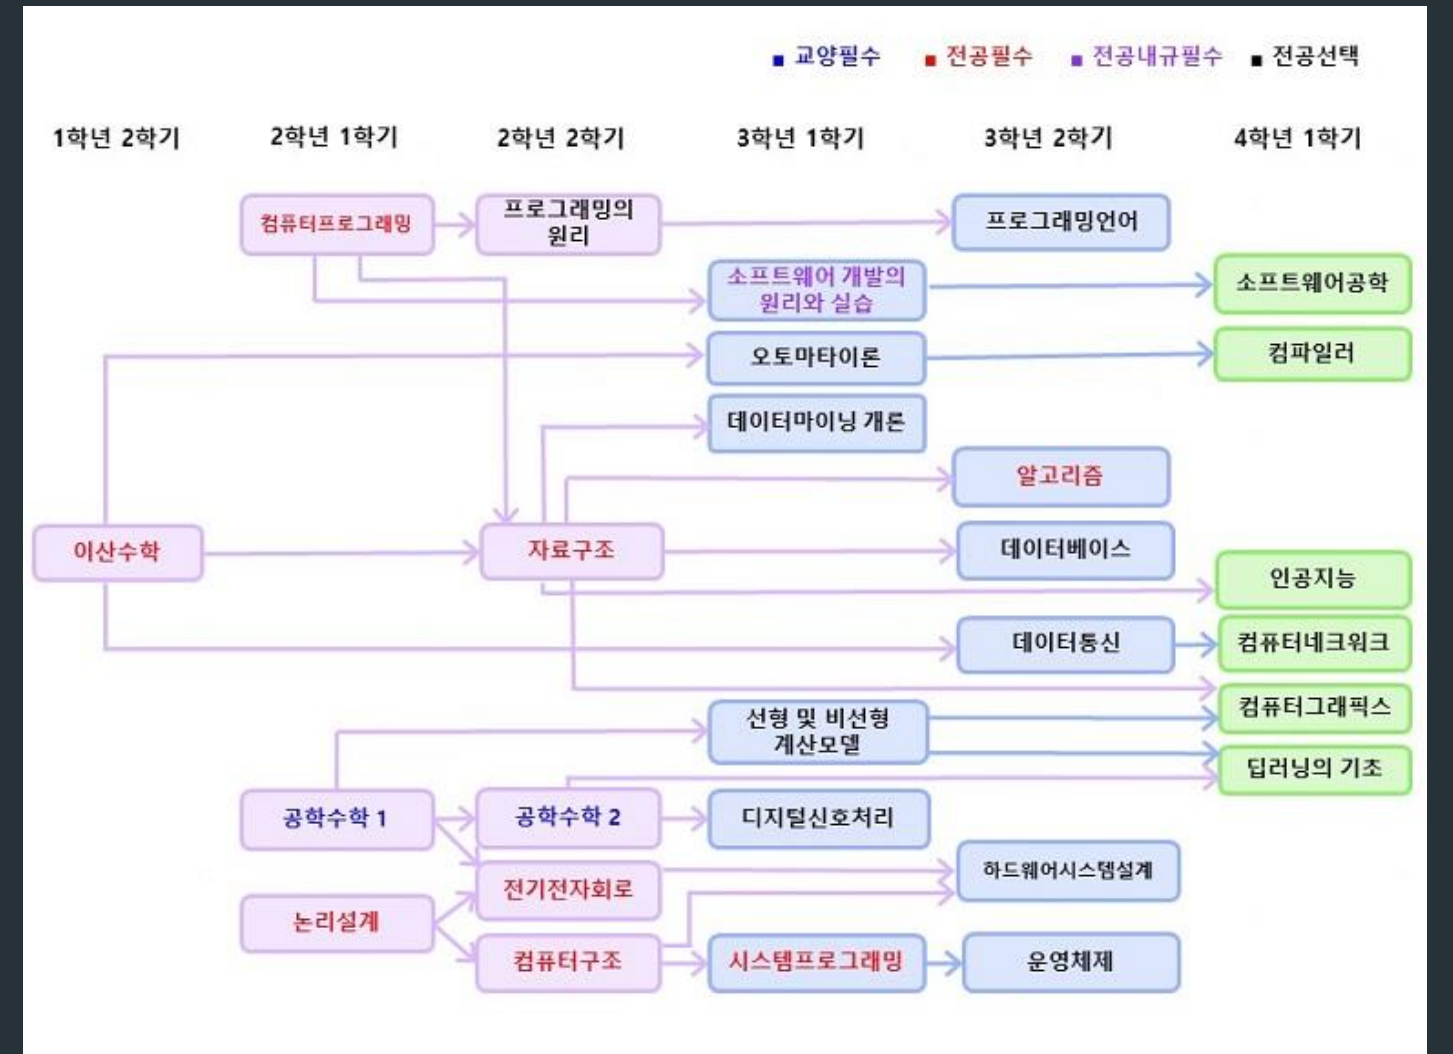 ■ 교양필수 ■ 전공필수 ■ 전공내규필수 ■ 전공선택
1학년 2학기 2학년 1학기 2학년 2학기 3학년 1학기 3학년 2학기 4학년 1학기
컴퓨터프로그래밍
프로그래밍의
원리
프로그래밍언어
소프트웨어 개발의
원리와 실습
소프트웨어공학
오토마타이론
컴파일러
데이터마이닝 개론
알고리즘
이산수학
자료구조
데이터베이스
인공지능
데이터통신
컴퓨터네크워크
컴퓨터그래픽스
선형 및 비선형
계산모델
딥러닝의 기초
공학수학 1
공학수학 2
디지털신호처리
하드웨어시스템설계
전기전자회로
논리설계
컴퓨터구조
시스템프로그래밍
운영체제